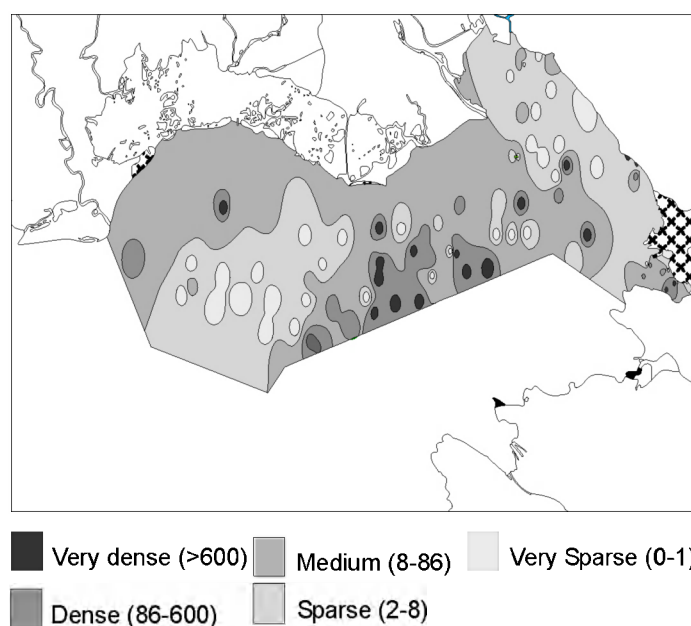 Very dense (>600)
Medium (8-86)
Very Sparse (0-1)
Dense (86-600)
Sparse (2-8)